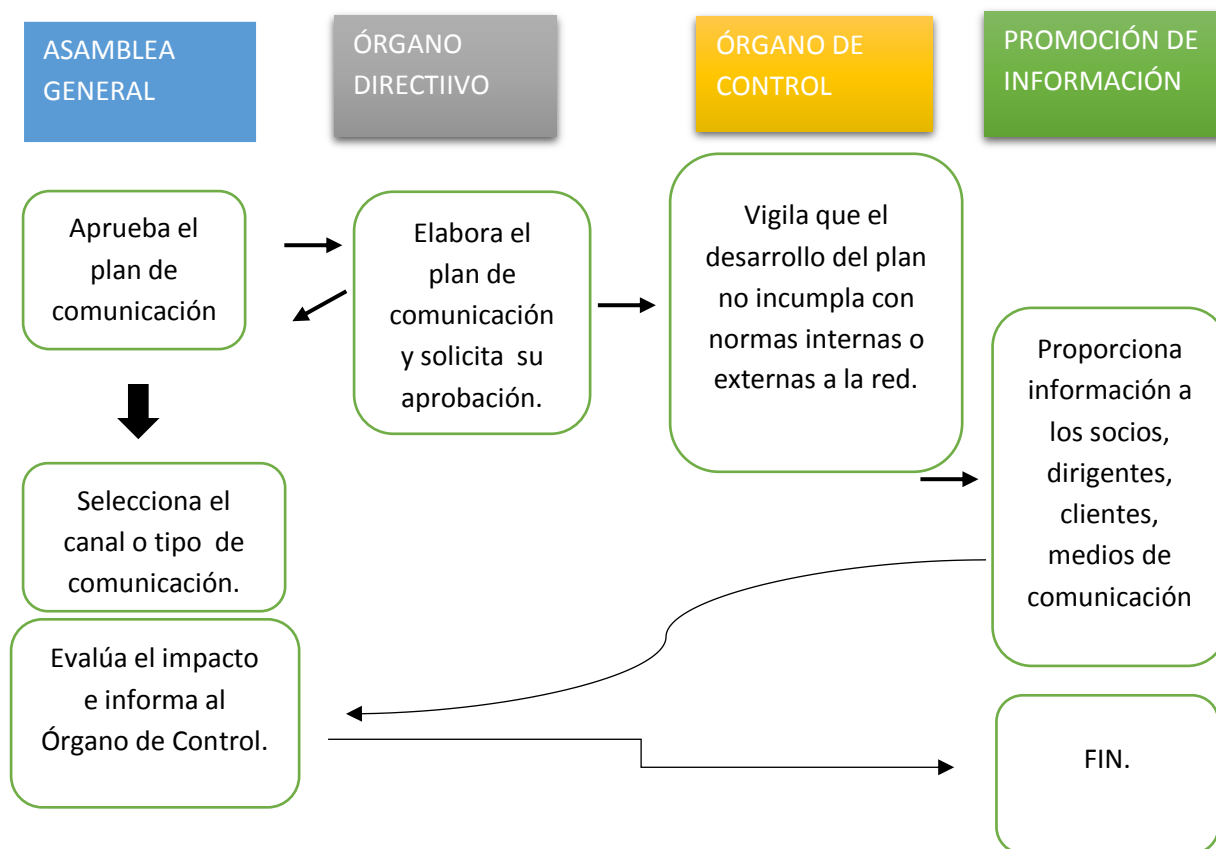 ASAMBLEA
GENERAL
ÓRGANO
DIRECTIIVO
ÓRGANO DE
CONTROL
PROMOCIÓN DE
INFORMACIÓN
Aprueba el
plan de
comunicación
Elabora el
plan de
comunicación
y solicita su
aprobación.
Vigila que el
desarrollo del plan
no incumpla con
normas internas o
externas a la red.
Proporciona
información a
los socios,
dirigentes,
clientes,
medios de
comunicación
Selecciona el
canal o tipo de
comunicación.
Evalúa el impacto
e informa al
Órgano de Control.
FIN.